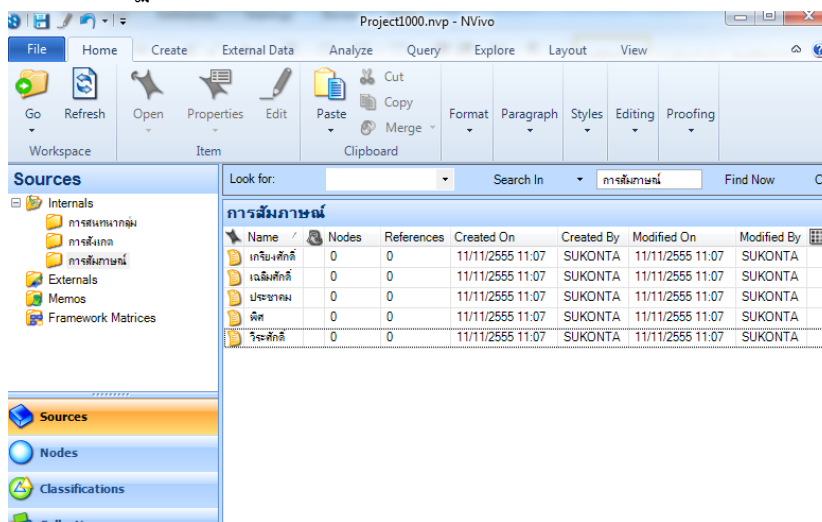 Project1000.nvp - NVivo
File Home Create External Data Analyze Query Explore Layout View
Go Refresh Open Properties Edit Paste Cut Copy Merge Format Paragraph Styles Editing Proofing
Workspace Item Clipboard
Sources
Look for: Search In การสัมภาษณ์ Find Now
Internals
การสนทนากลุ่ม
การสังเกต
การสัมภาษณ์
Externals
Memos
Framework Matrices
การสัมภาษณ์
Name Nodes References Created On Created By Modified On Modified By
เกรียงศักดิ์ 0 0 11/11/2555 11:07 SUKONTA 11/11/2555 11:07 SUKONTA
เฉลิมศักดิ์ 0 0 11/11/2555 11:07 SUKONTA 11/11/2555 11:07 SUKONTA
ประชาคม 0 0 11/11/2555 11:07 SUKONTA 11/11/2555 11:07 SUKONTA
พิศ 0 0 11/11/2555 11:07 SUKONTA 11/11/2555 11:07 SUKONTA
วิระศักดิ์ 0 0 11/11/2555 11:07 SUKONTA 11/11/2555 11:07 SUKONTA
Sources
Nodes
Classifications